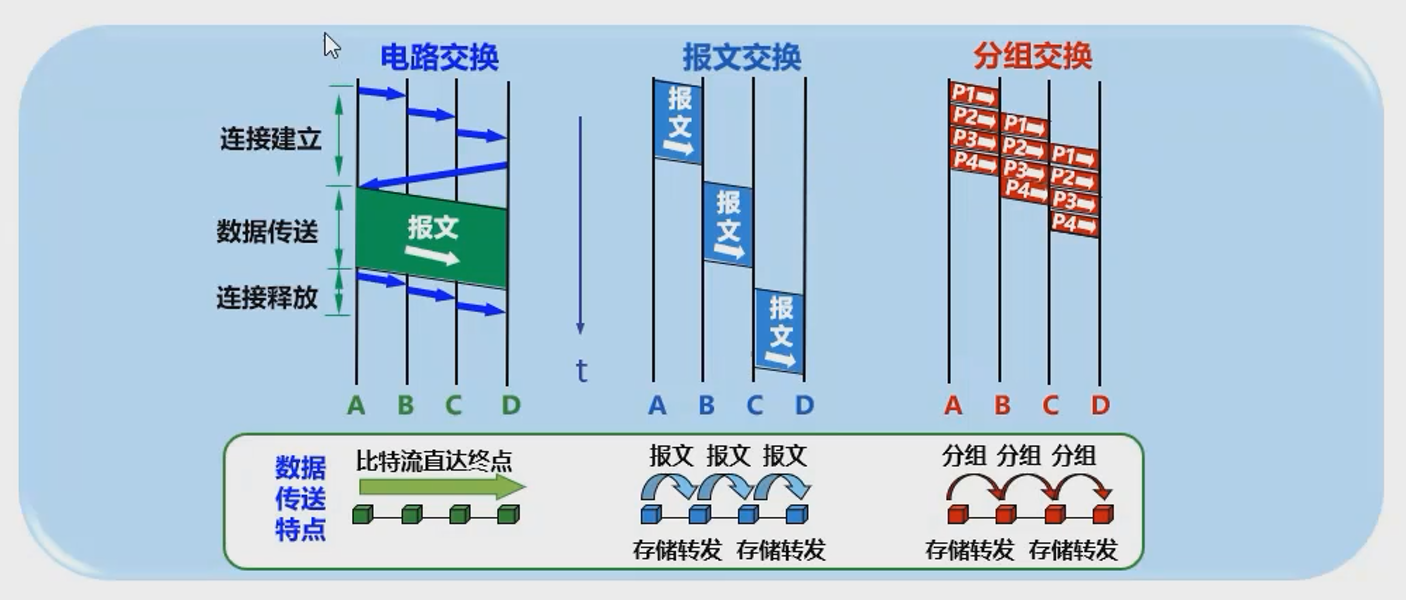 电路交换
报文交换
分组交换
连接建立
数据传送
连接释放
报文
A B C D
t
报
文
报
文
报
文
A B C D
P1
P2
P3
P4
P1
P2
P3
P4
P1
P2
P3
P4
A B C D
数据
传送
特点
比特流直达终点
报文 报文 报文
存储转发 存储转发
分组 分组 分组
存储转发 存储转发